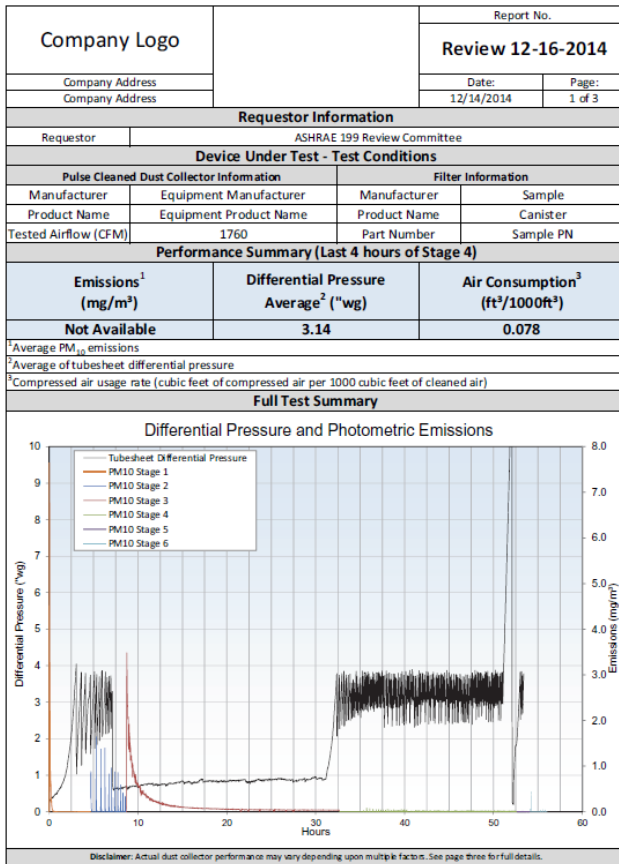 Company Logo
Report No.
Review 12-16-2014
Company Address
Date:
Page:
Company Address
12/14/2014
1 of 3
Requestor Information
Requestor
ASHRAE 199 Review Committee
Device Under Test - Test Conditions
Pulse Cleaned Dust Collector Information
Filter Information
Manufacturer
Equipment Manufacturer
Manufacturer
Sample
Product Name
Equipment Product Name
Product Name
Canister
Tested Airflow (CFM)
1760
Part Number
Sample PN
Performance Summary (Last 4 hours of Stage 4)
Emissions¹
(mg/m³)
Differential Pressure
Average² ("wg)
Air Consumption³
(ft³/1000ft³)
Not Available
3.14
0.078
¹Average PM₁₀ emissions
²Average of tubesheet differential pressure
³Compressed air usage rate (cubic feet of compressed air per 1000 cubic feet of cleaned air)
Full Test Summary
Differential Pressure and Photometric Emissions
Tubesheet Differential Pressure
PM10 Stage 1
PM10 Stage 2
PM10 Stage 3
PM10 Stage 4
PM10 Stage 5
PM10 Stage 6
Differential Pressure ("wg)
10
9
8
7
6
5
4
3
2
1
0
Emissions (mg/m³)
8.0
7.0
6.0
5.0
4.0
3.0
2.0
1.0
0.0
0
10
20
30
40
50
60
Hours
Disclaimer: Actual dust collector performance may vary depending upon multiple factors. See page three for full details.